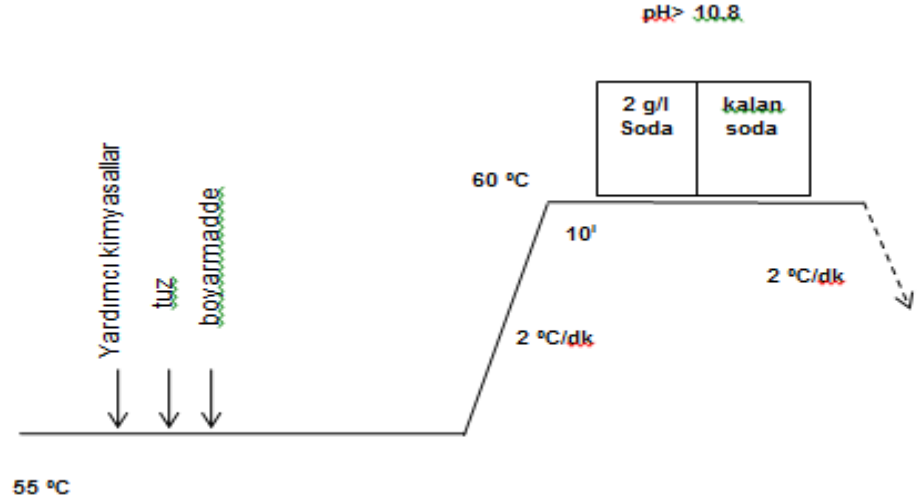 pH> 10.8
2 g/l
Soda
kalan
soda
60 ºC
10'
2 ºC/dk
2 ºC/dk
Yardımcı kimyasallar
tuz
boyarmadde
55 ºC